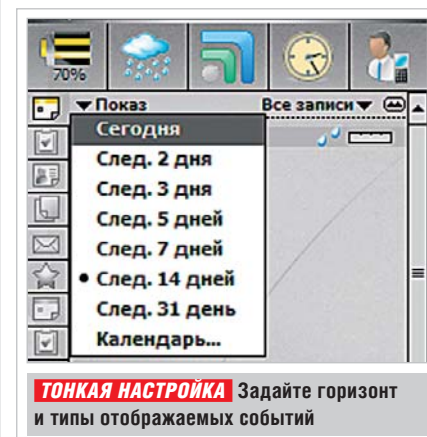 70%
Показ Все записи
Сегодня
След. 2 дня
След. 3 дня
След. 5 дней
След. 7 дней
След. 14 дней
След. 31 день
Календарь...
ТОНКАЯ НАСТРОЙКА Задайте горизонт
и типы отображаемых событий